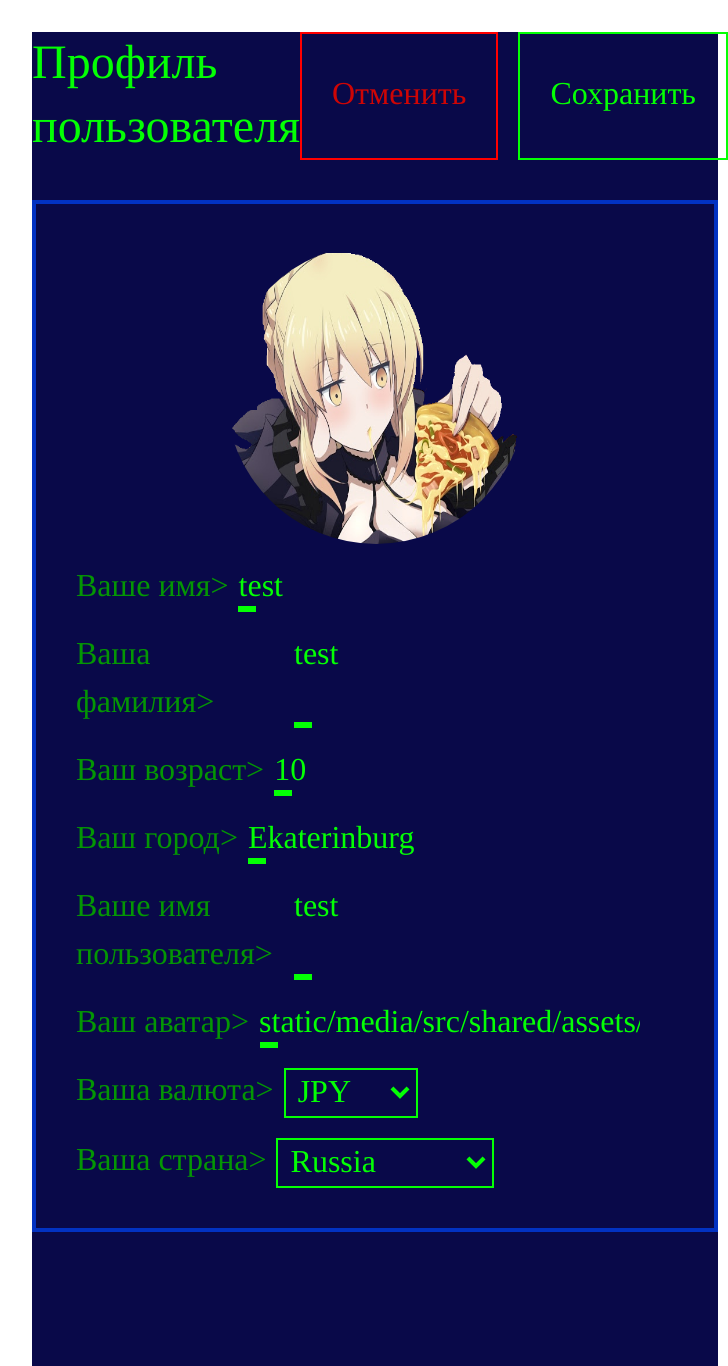 Профиль
пользователя
Отменить
Сохранить
Ваше имя> test
Ваша
фамилия>
test
Ваш возраст> 10
Ваш город> Ekaterinburg
Ваше имя
пользователя>
test
Ваш аватар> static/media/src/shared/assets/
Ваша валюта> JPY
Ваша страна> Russia